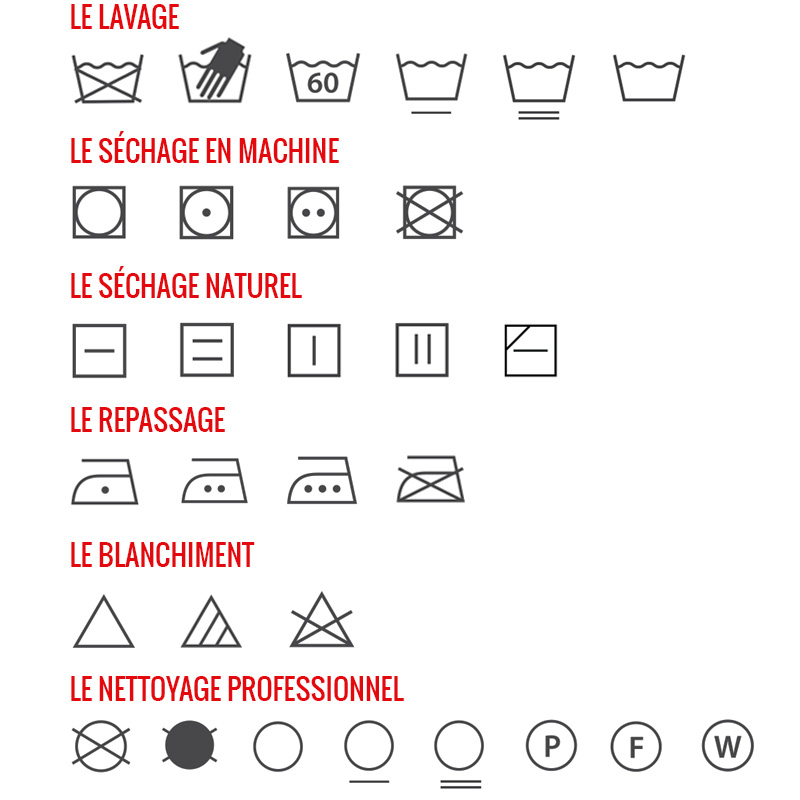 LE LAVAGE
60
LE SÉCHAGE EN MACHINE
LE SÉCHAGE NATUREL
LE REPASSAGE
LE BLANCHIMENT
LE NETTOYAGE PROFESSIONNEL
P F W